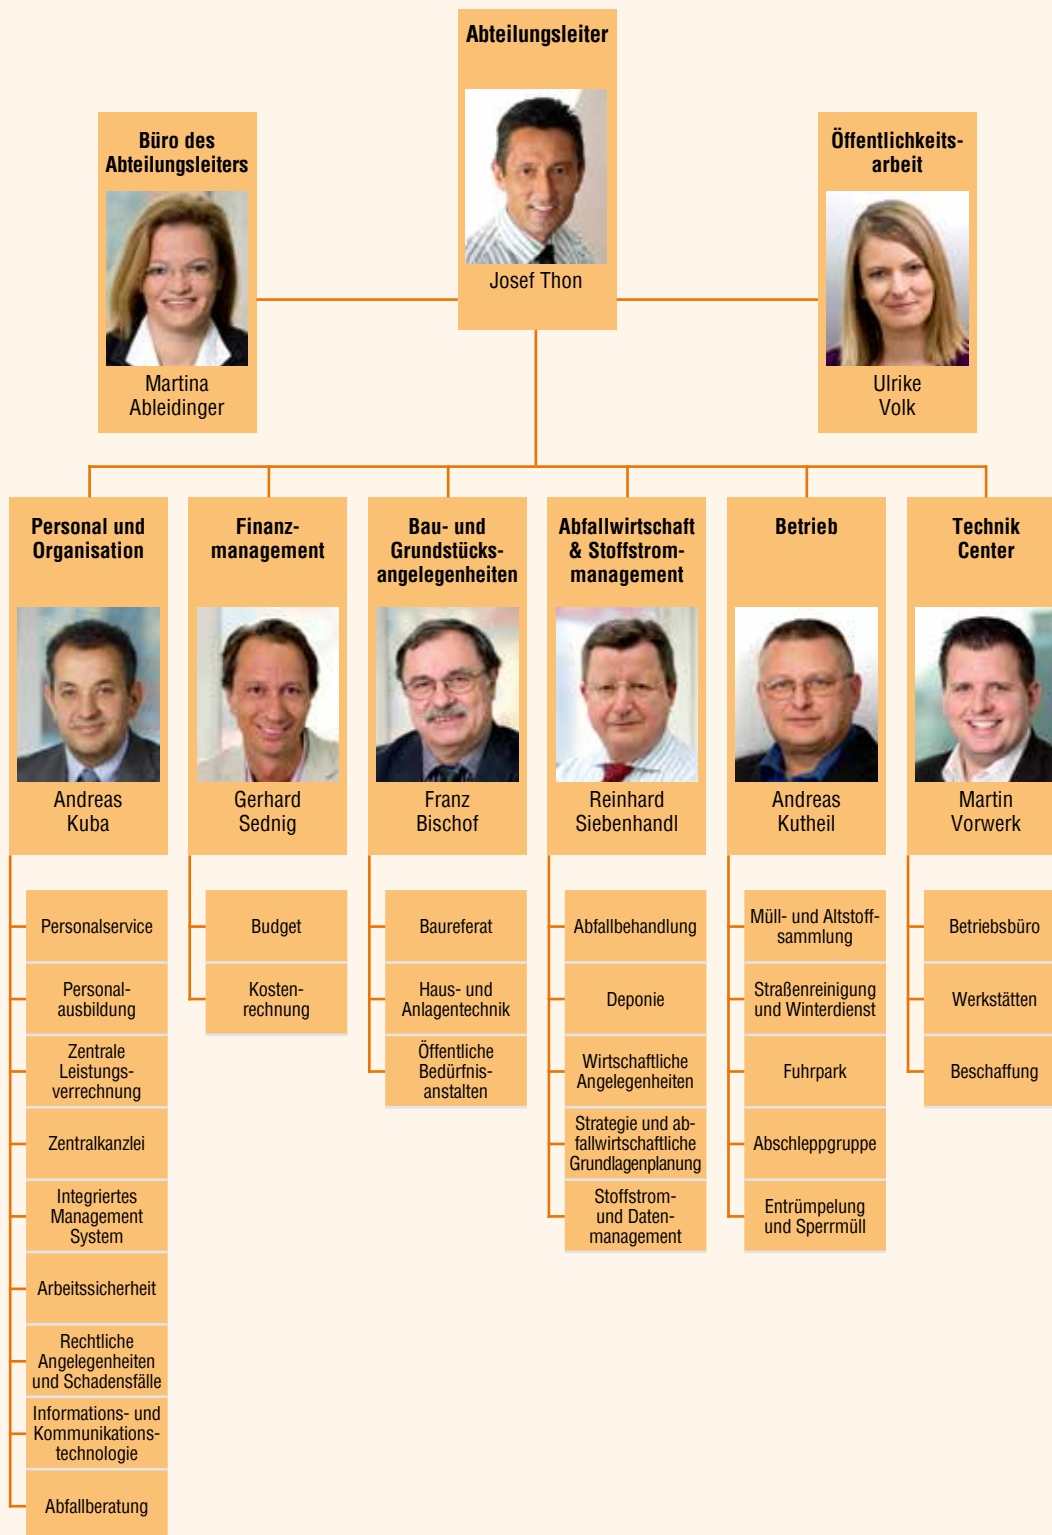 Abteilungsleiter
Josef Thon
Büro des
Abteilungsleiters
Martina
Ableidinger
Öffentlichkeits-
arbeit
Ulrike
Volk
Personal und
Organisation
Andreas
Kuba
Personalservice
Personal-
ausbildung
Zentrale
Leistungs-
verrechnung
Zentralkanzlei
Integriertes
Management
System
Arbeitssicherheit
Rechtliche
Angelegenheiten
und Schadensfälle
Informations- und
Kommunikations-
technologie
Abfallberatung
Finanz-
management
Gerhard
Sednig
Budget
Kosten-
rechnung
Bau- und
Grundstücks-
angelegenheiten
Franz
Bischof
Baureferat
Haus- und
Anlagentechnik
Öffentliche
Bedürfnis-
anstalten
Abfallwirtschaft
& Stoffstrom-
management
Reinhard
Siebenhandl
Abfallbehandlung
Deponie
Wirtschaftliche
Angelegenheiten
Strategie und ab-
fallwirtschaftliche
Grundlagenplanung
Stoffstrom-
und Daten-
management
Betrieb
Andreas
Kutheil
Müll- und Altstoff-
sammlung
Straßenreinigung
und Winterdienst
Fuhrpark
Abschleppgruppe
Entrümpelung
und Sperrmüll
Technik
Center
Martin
Vorwerk
Betriebsbüro
Werkstätten
Beschaffung